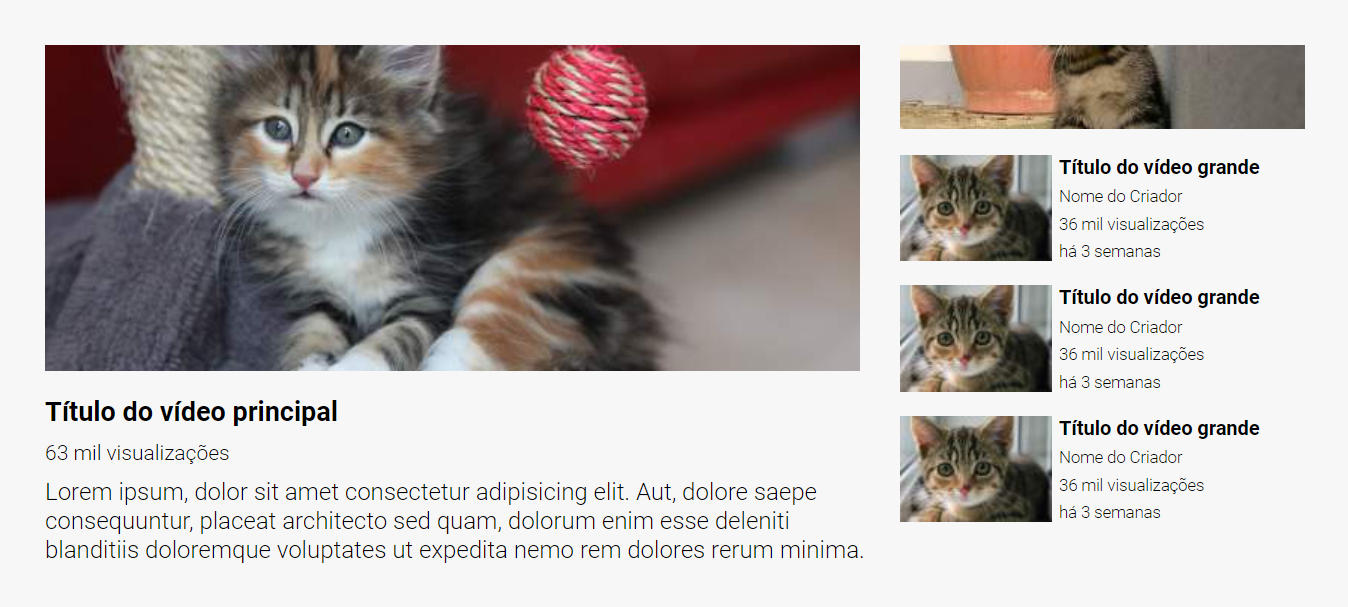 Título do vídeo principal
63 mil visualizações
Lorem ipsum, dolor sit amet consectetur adipisicing elit. Aut, dolore saepe
consequuntur, placeat architecto sed quam, dolorum enim esse deleniti
blanditiis doloremque voluptates ut expedita nemo rem dolores rerum minima.
Título do vídeo grande
Nome do Criador
36 mil visualizações
há 3 semanas
Título do vídeo grande
Nome do Criador
36 mil visualizações
há 3 semanas
Título do vídeo grande
Nome do Criador
36 mil visualizações
há 3 semanas